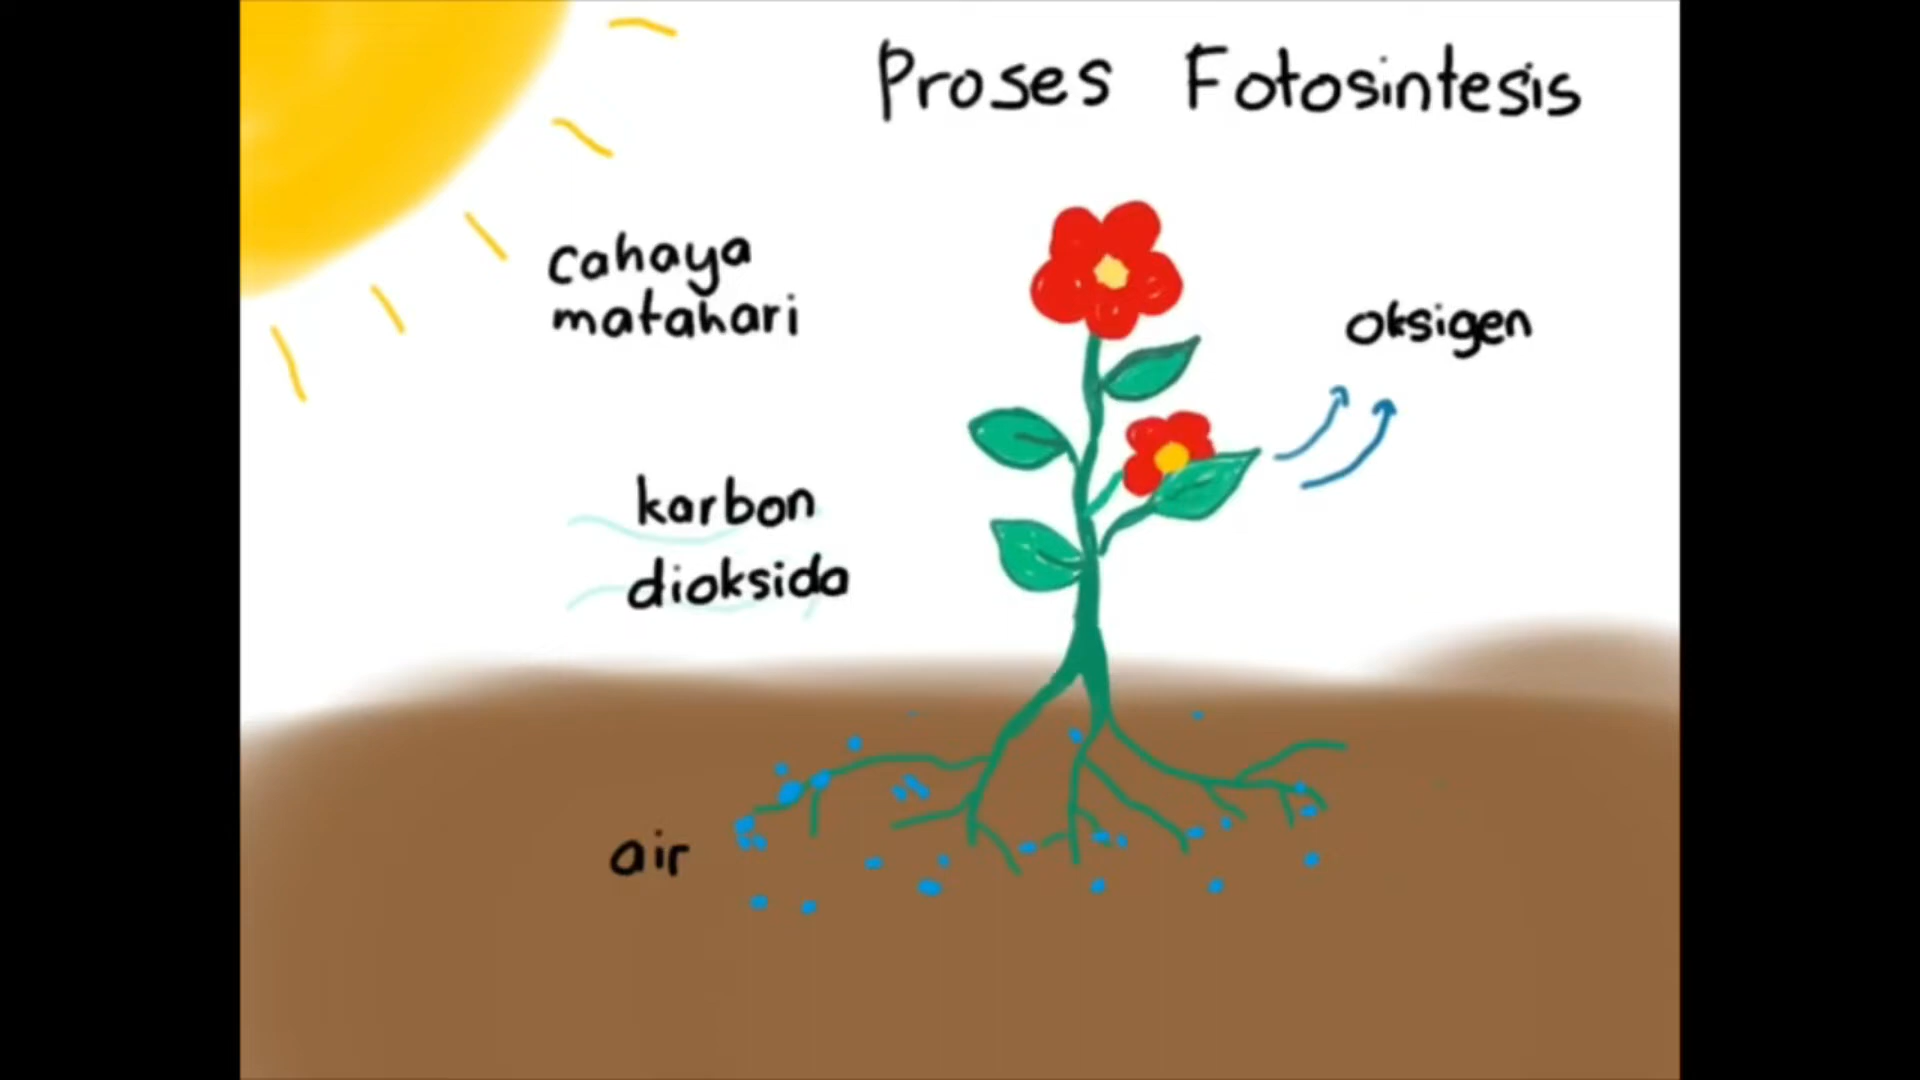 Proses Fotosintesis
cahaya
matahari
oksigen
karbon
dioksida
air